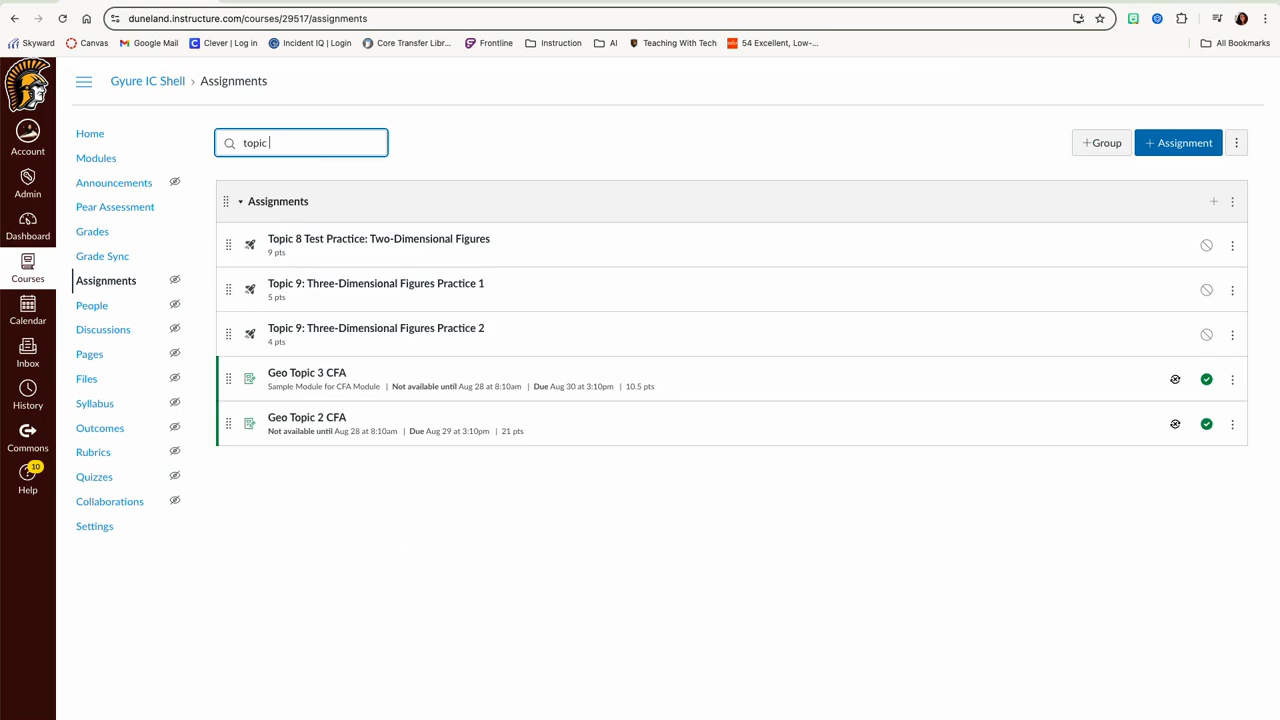 duneland.instructure.com/courses/29517/assignments
Skyward
Canvas
Google Mail
Clever | Log in
Incident IQ | Login
Core Transfer Libr...
Frontline
Instruction
AI
Teaching With Tech
54 Excellent, Low-...
All Bookmarks
Gyure IC Shell › Assignments
Account
Admin
Dashboard
Courses
Calendar
Inbox
History
Commons
10
Help
Home
Modules
Announcements
Pear Assessment
Grades
Grade Sync
Assignments
People
Discussions
Pages
Files
Syllabus
Outcomes
Rubrics
Quizzes
Collaborations
Settings
topic
+Group
+ Assignment
Assignments
Topic 8 Test Practice: Two-Dimensional Figures
9 pts
Topic 9: Three-Dimensional Figures Practice 1
5 pts
Topic 9: Three-Dimensional Figures Practice 2
4 pts
Geo Topic 3 CFA
Sample Module for CFA Module | Not available until Aug 28 at 8:10am | Due Aug 30 at 3:10pm | 10.5 pts
Geo Topic 2 CFA
Not available until Aug 28 at 8:10am | Due Aug 29 at 3:10pm | 21 pts